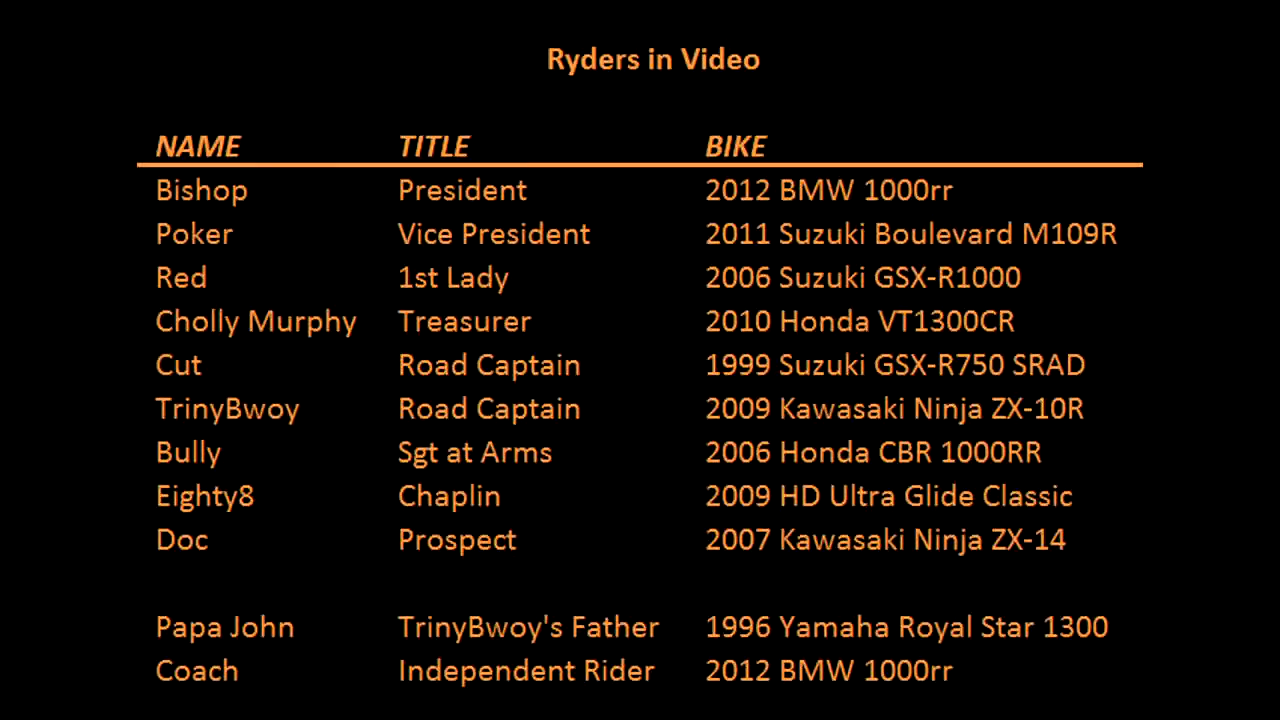 Ryders in Video
NAME TITLE BIKE
Bishop President 2012 BMW 1000rr
Poker Vice President 2011 Suzuki Boulevard M109R
Red 1st Lady 2006 Suzuki GSX-R1000
Cholly Murphy Treasurer 2010 Honda VT1300CR
Cut Road Captain 1999 Suzuki GSX-R750 SRAD
TrinyBwoy Road Captain 2009 Kawasaki Ninja ZX-10R
Bully Sgt at Arms 2006 Honda CBR 1000RR
Eighty8 Chaplin 2009 HD Ultra Glide Classic
Doc Prospect 2007 Kawasaki Ninja ZX-14
Papa John TrinyBwoy's Father 1996 Yamaha Royal Star 1300
Coach Independent Rider 2012 BMW 1000rr